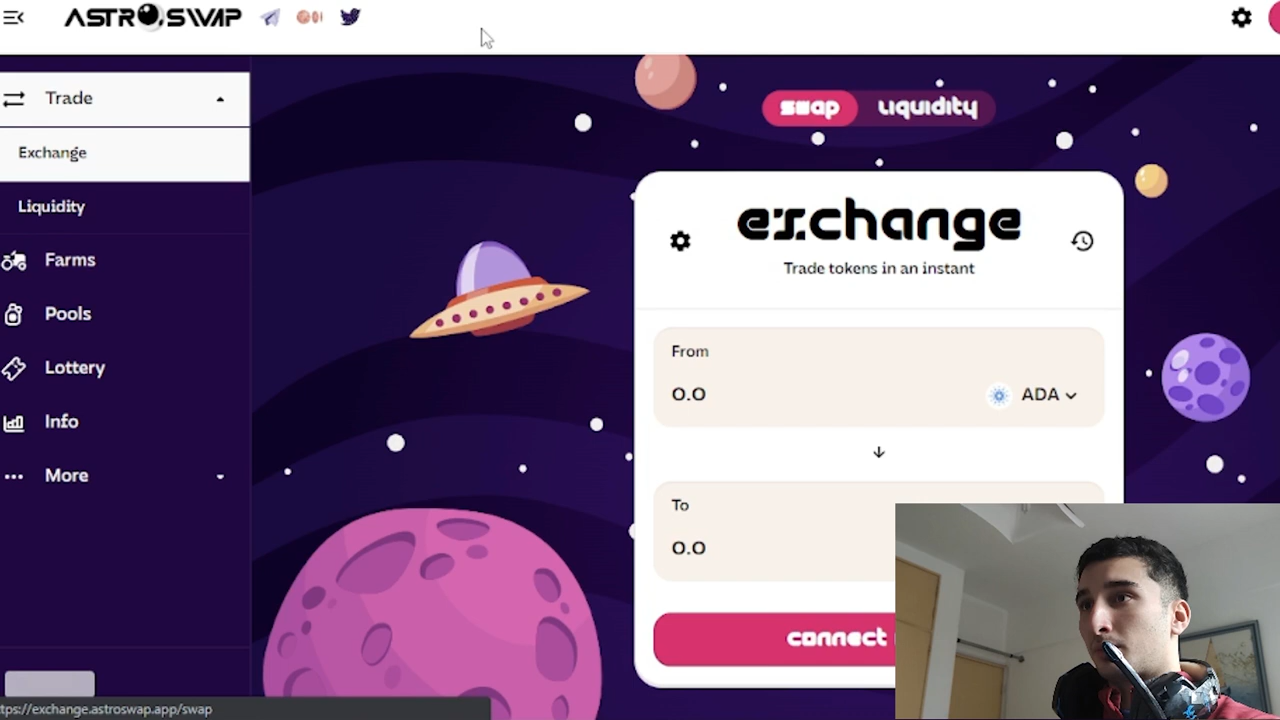 ASTROSWAP
Trade
Exchange
Liquidity
Farms
Pools
Lottery
Info
More
swap
liquidity
exchange
Trade tokens in an instant
From
0.0
ADA
To
0.0
connect
tps://exchange.astroswap.app/swap